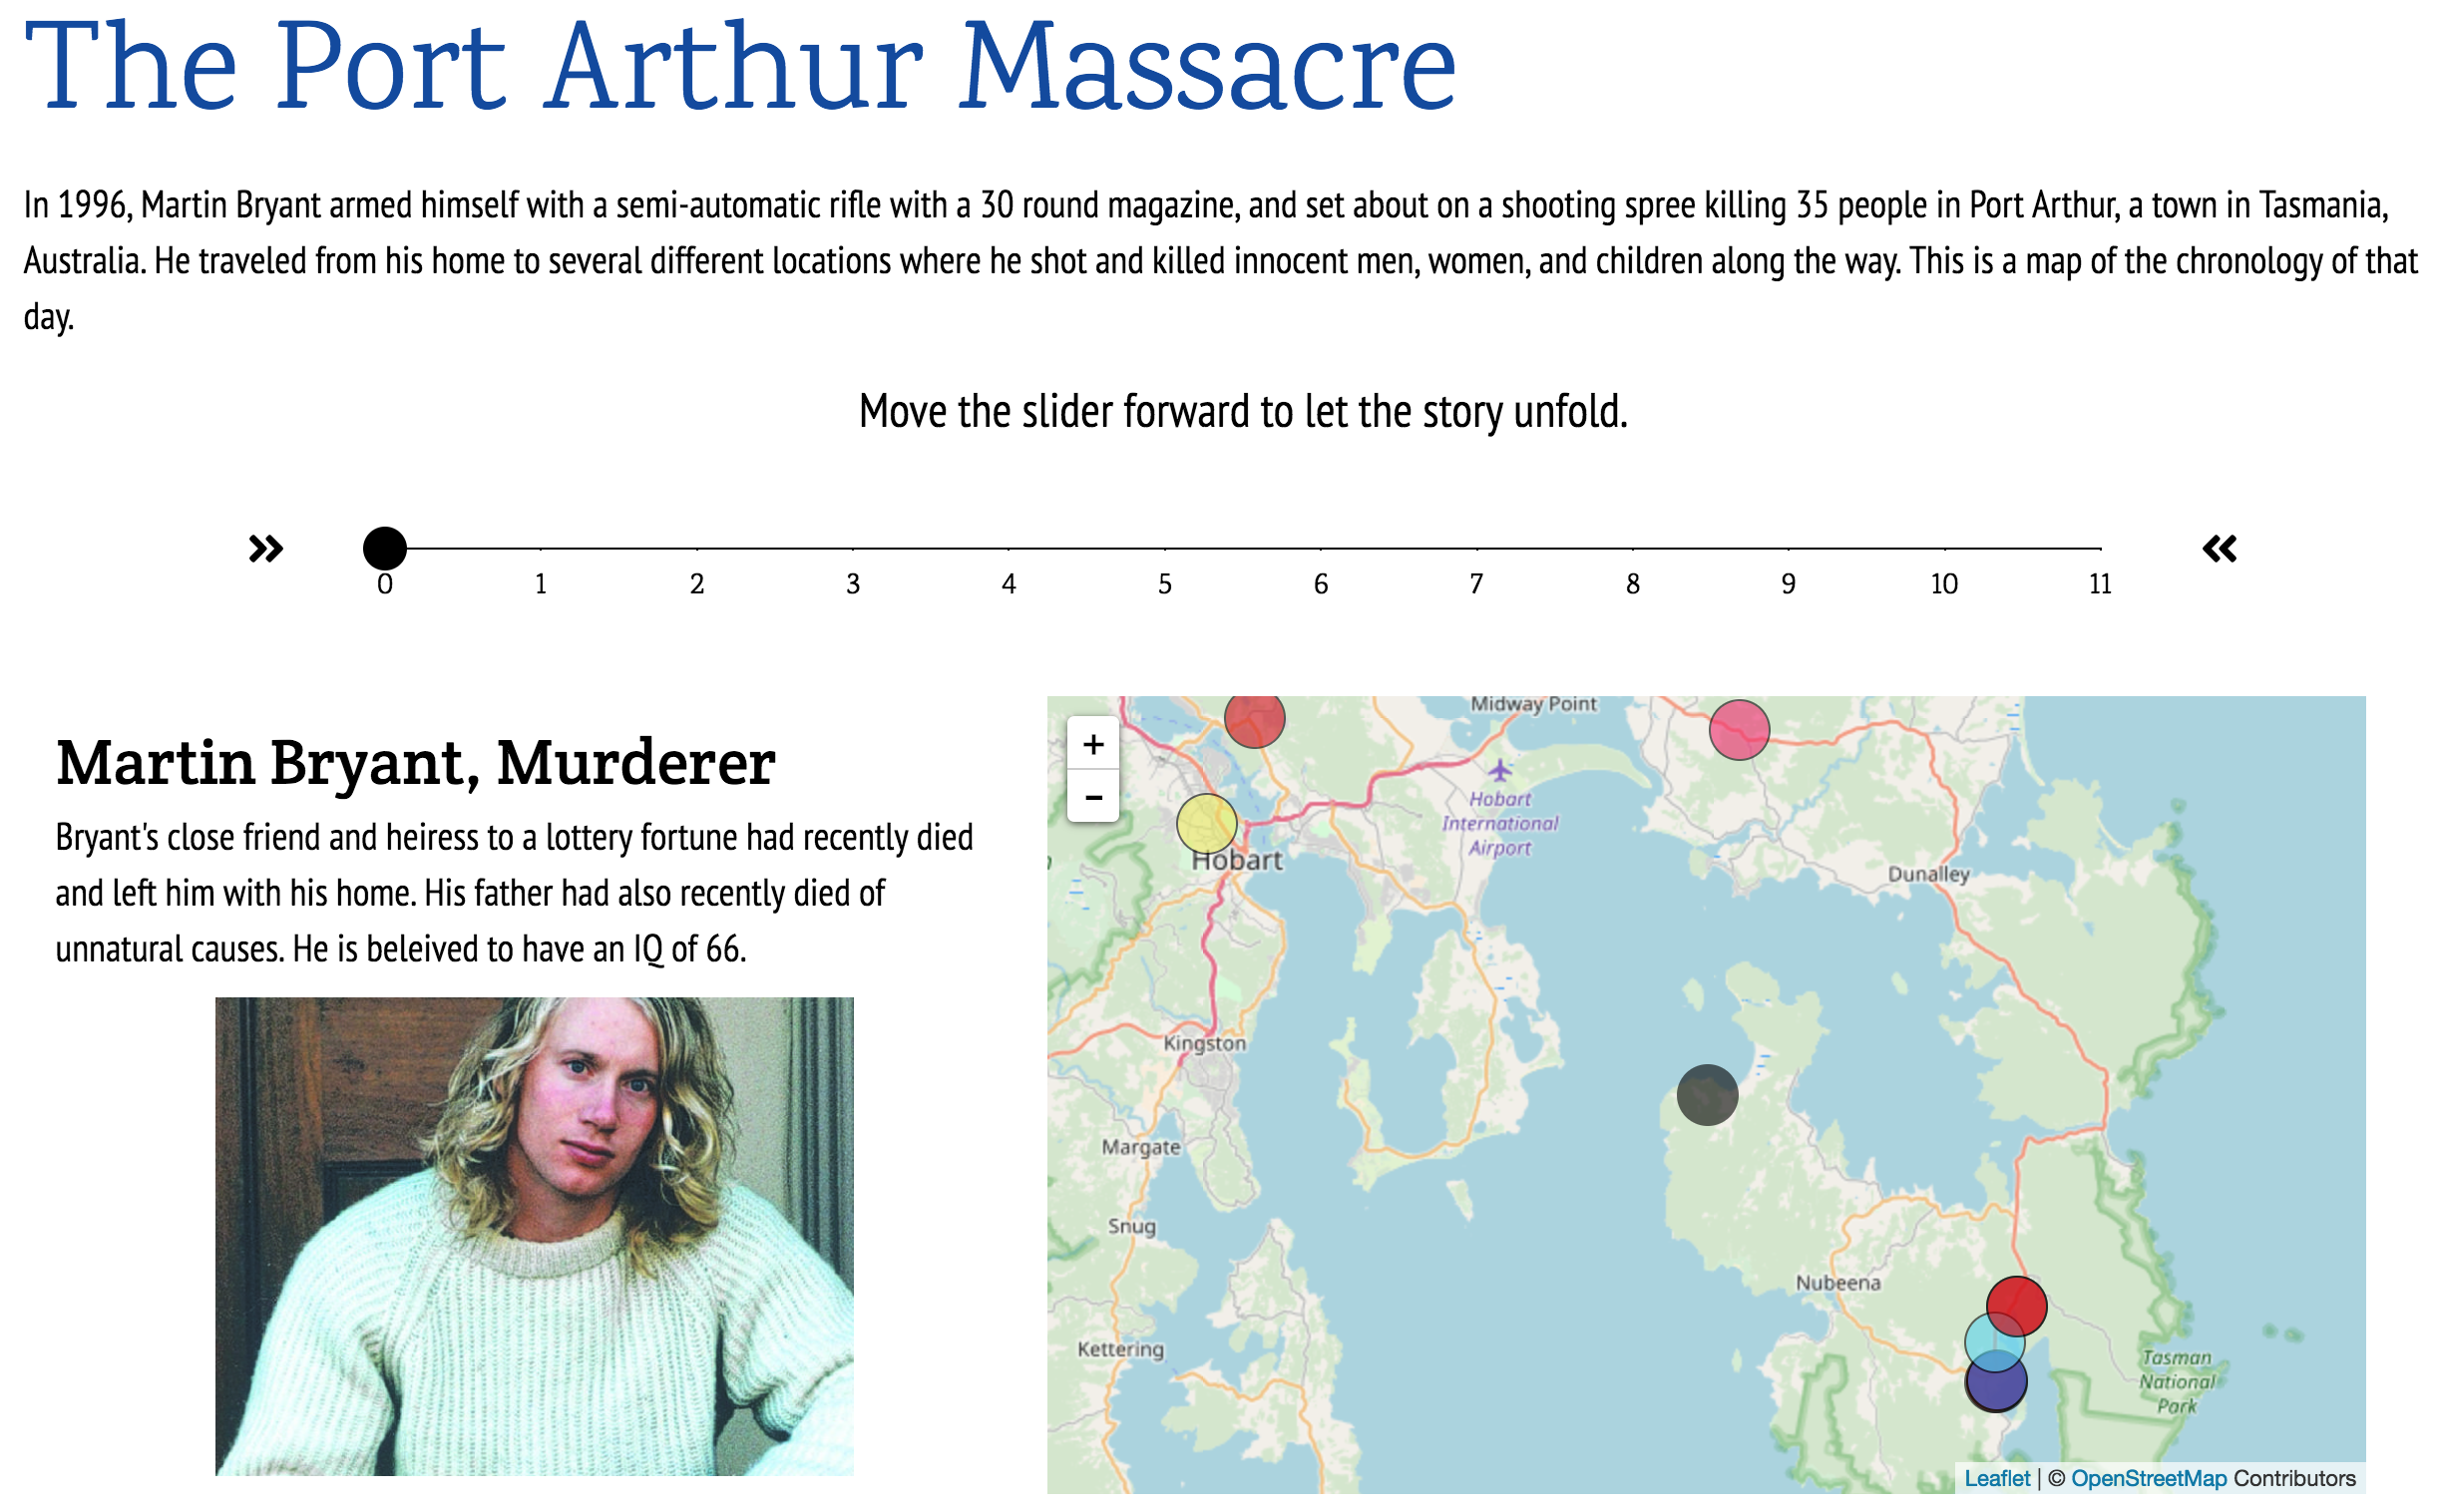 The Port Arthur Massacre
In 1996, Martin Bryant armed himself with a semi-automatic rifle with a 30 round magazine, and set about on a shooting spree killing 35 people in Port Arthur, a town in Tasmania,
Australia. He traveled from his home to several different locations where he shot and killed innocent men, women, and children along the way. This is a map of the chronology of that
day.
Move the slider forward to let the story unfold.
0 1 2 3 4 5 6 7 8 9 10 11
Martin Bryant, Murderer
Bryant's close friend and heiress to a lottery fortune had recently died
and left him with his home. His father had also recently died of
unnatural causes. He is beleived to have an IQ of 66.
+
−
Midway Point
Hobart
International
Airport
Hobart
Dunalley
Kingston
Margate
Snug
Nubeena
Kettering
Tasman
National
Park
Leaflet | © OpenStreetMap Contributors